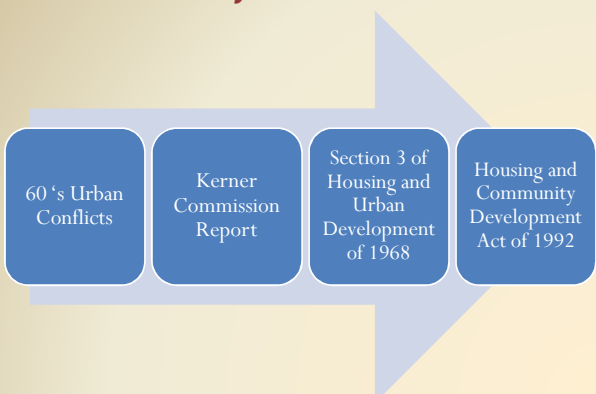 60 ‘s Urban
Conflicts
Kerner
Commission
Report
Section 3 of
Housing and
Urban
Development
of 1968
Housing and
Community
Development
Act of 1992